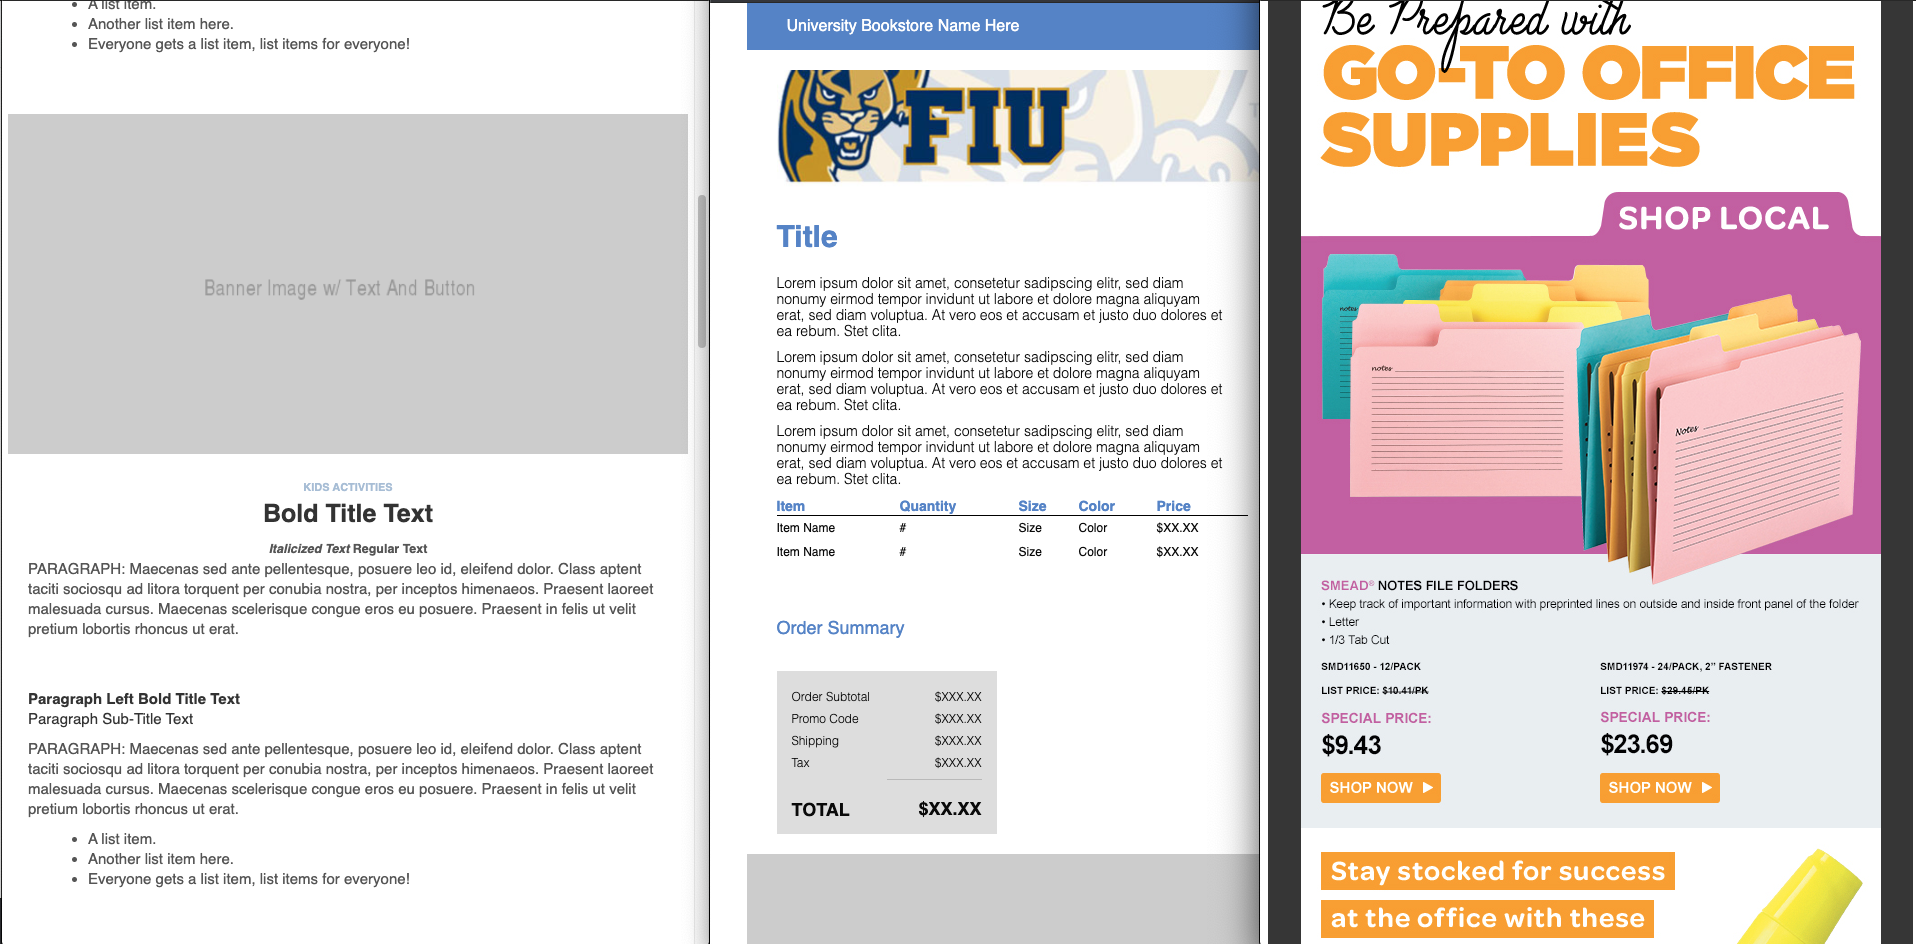 A list item.
Another list item here.
Everyone gets a list item, list items for everyone!
Banner Image w/ Text And Button
KIDS ACTIVITIES
Bold Title Text
Italicized Text Regular Text
PARAGRAPH: Maecenas sed ante pellentesque, posuere leo id, eleifend dolor. Class aptent
taciti sociosqu ad litora torquent per conubia nostra, per inceptos himenaeos. Praesent laoreet
malesuada cursus. Maecenas scelerisque congue eros eu posuere. Praesent in felis ut velit
pretium lobortis rhoncus ut erat.
Paragraph Left Bold Title Text
Paragraph Sub-Title Text
PARAGRAPH: Maecenas sed ante pellentesque, posuere leo id, eleifend dolor. Class aptent
taciti sociosqu ad litora torquent per conubia nostra, per inceptos himenaeos. Praesent laoreet
malesuada cursus. Maecenas scelerisque congue eros eu posuere. Praesent in felis ut velit
pretium lobortis rhoncus ut erat.
A list item.
Another list item here.
Everyone gets a list item, list items for everyone!
University Bookstore Name Here
FIU
Title
Lorem ipsum dolor sit amet, consetetur sadipscing elitr, sed diam
nonumy eirmod tempor invidunt ut labore et dolore magna aliquyam
erat, sed diam voluptua. At vero eos et accusam et justo duo dolores et
ea rebum. Stet clita.
Lorem ipsum dolor sit amet, consetetur sadipscing elitr, sed diam
nonumy eirmod tempor invidunt ut labore et dolore magna aliquyam
erat, sed diam voluptua. At vero eos et accusam et justo duo dolores et
ea rebum. Stet clita.
Lorem ipsum dolor sit amet, consetetur sadipscing elitr, sed diam
nonumy eirmod tempor invidunt ut labore et dolore magna aliquyam
erat, sed diam voluptua. At vero eos et accusam et justo duo dolores et
ea rebum. Stet clita.
Item Quantity Size Color Price
Item Name # Size Color $XX.XX
Item Name # Size Color $XX.XX
Order Summary
Order Subtotal $XXX.XX
Promo Code $XXX.XX
Shipping $XXX.XX
Tax $XXX.XX
TOTAL $XX.XX
Be Prepared with
GO-TO OFFICE
SUPPLIES
SHOP LOCAL
notes
notes
Notes
SMEAD® NOTES FILE FOLDERS
• Keep track of important information with preprinted lines on outside and inside front panel of the folder
• Letter
• 1/3 Tab Cut
SMD11650 - 12/PACK
LIST PRICE: $10.41/PK
SPECIAL PRICE:
$9.43
SHOP NOW
SMD11974 - 24/PACK, 2" FASTENER
LIST PRICE: $29.45/PK
SPECIAL PRICE:
$23.69
SHOP NOW
Stay stocked for success
at the office with these